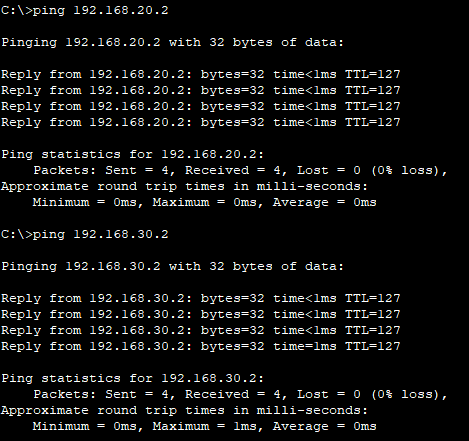 C:\>ping 192.168.20.2
Pinging 192.168.20.2 with 32 bytes of data:
Reply from 192.168.20.2: bytes=32 time<1ms TTL=127
Reply from 192.168.20.2: bytes=32 time<1ms TTL=127
Reply from 192.168.20.2: bytes=32 time<1ms TTL=127
Reply from 192.168.20.2: bytes=32 time<1ms TTL=127
Ping statistics for 192.168.20.2:
    Packets: Sent = 4, Received = 4, Lost = 0 (0% loss),
Approximate round trip times in milli-seconds:
    Minimum = 0ms, Maximum = 0ms, Average = 0ms
C:\>ping 192.168.30.2
Pinging 192.168.30.2 with 32 bytes of data:
Reply from 192.168.30.2: bytes=32 time<1ms TTL=127
Reply from 192.168.30.2: bytes=32 time<1ms TTL=127
Reply from 192.168.30.2: bytes=32 time<1ms TTL=127
Reply from 192.168.30.2: bytes=32 time=1ms TTL=127
Ping statistics for 192.168.30.2:
    Packets: Sent = 4, Received = 4, Lost = 0 (0% loss),
Approximate round trip times in milli-seconds:
    Minimum = 0ms, Maximum = 1ms, Average = 0ms